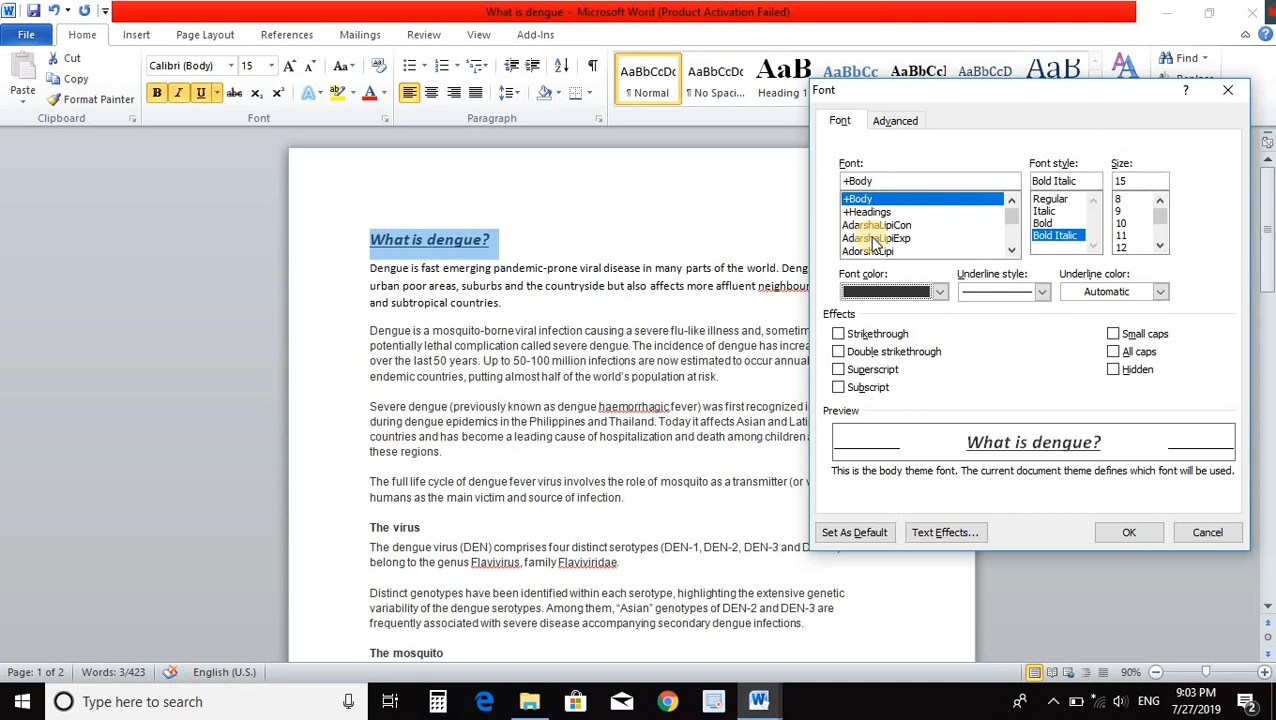 What is dengue - Microsoft Word (Product Activation Failed)
File Home Insert Page Layout References Mailings Review View Add-Ins
Cut
Copy
Format Painter
Paste
Clipboard
Calibri (Body) 15
Font
Paragraph
AaBbCcDc AaBbCcDc AaB AaBbCc AaBbCcI AaBbCcDc AaB
¶ Normal ¶ No Spaci... Heading 1
Find
Font
Font Advanced
Font: Font style: Size:
+Body Bold Italic 15
+Body Regular 8
+Headings Italic 9
AdarshaLipiCon Bold 10
AdarshaLipiExp Bold Italic 11
AdorshoLipi 12
Font color: Underline style: Underline color:
Automatic
Effects
Strikethrough Small caps
Double strikethrough All caps
Superscript Hidden
Subscript
Preview
What is dengue?
This is the body theme font. The current document theme defines which font will be used.
Set As Default Text Effects... OK Cancel
What is dengue?
Dengue is fast emerging pandemic-prone viral disease in many parts of the world. Deng
urban poor areas, suburbs and the countryside but also affects more affluent neighbour
and subtropical countries.
Dengue is a mosquito-borne viral infection causing a severe flu-like illness and, sometim
potentially lethal complication called severe dengue. The incidence of dengue has increa
over the last 50 years. Up to 50-100 million infections are now estimated to occur annual
endemic countries, putting almost half of the world's population at risk.
Severe dengue (previously known as dengue haemorrhagic fever) was first recognized i
during dengue epidemics in the Philippines and Thailand. Today it affects Asian and Lati
countries and has become a leading cause of hospitalization and death among children a
these regions.
The full life cycle of dengue fever virus involves the role of mosquito as a transmitter (or v
humans as the main victim and source of infection.
The virus
The dengue virus (DEN) comprises four distinct serotypes (DEN-1, DEN-2, DEN-3 and D
belong to the genus Flavivirus, family Flaviviridae.
Distinct genotypes have been identified within each serotype, highlighting the extensive genetic
variability of the dengue serotypes. Among them, “Asian” genotypes of DEN-2 and DEN-3 are
frequently associated with severe disease accompanying secondary dengue infections.
The mosquito
Page: 1 of 2 Words: 3/423 English (U.S.) 90%
Type here to search ENG 9:03 PM
7/27/2019 2